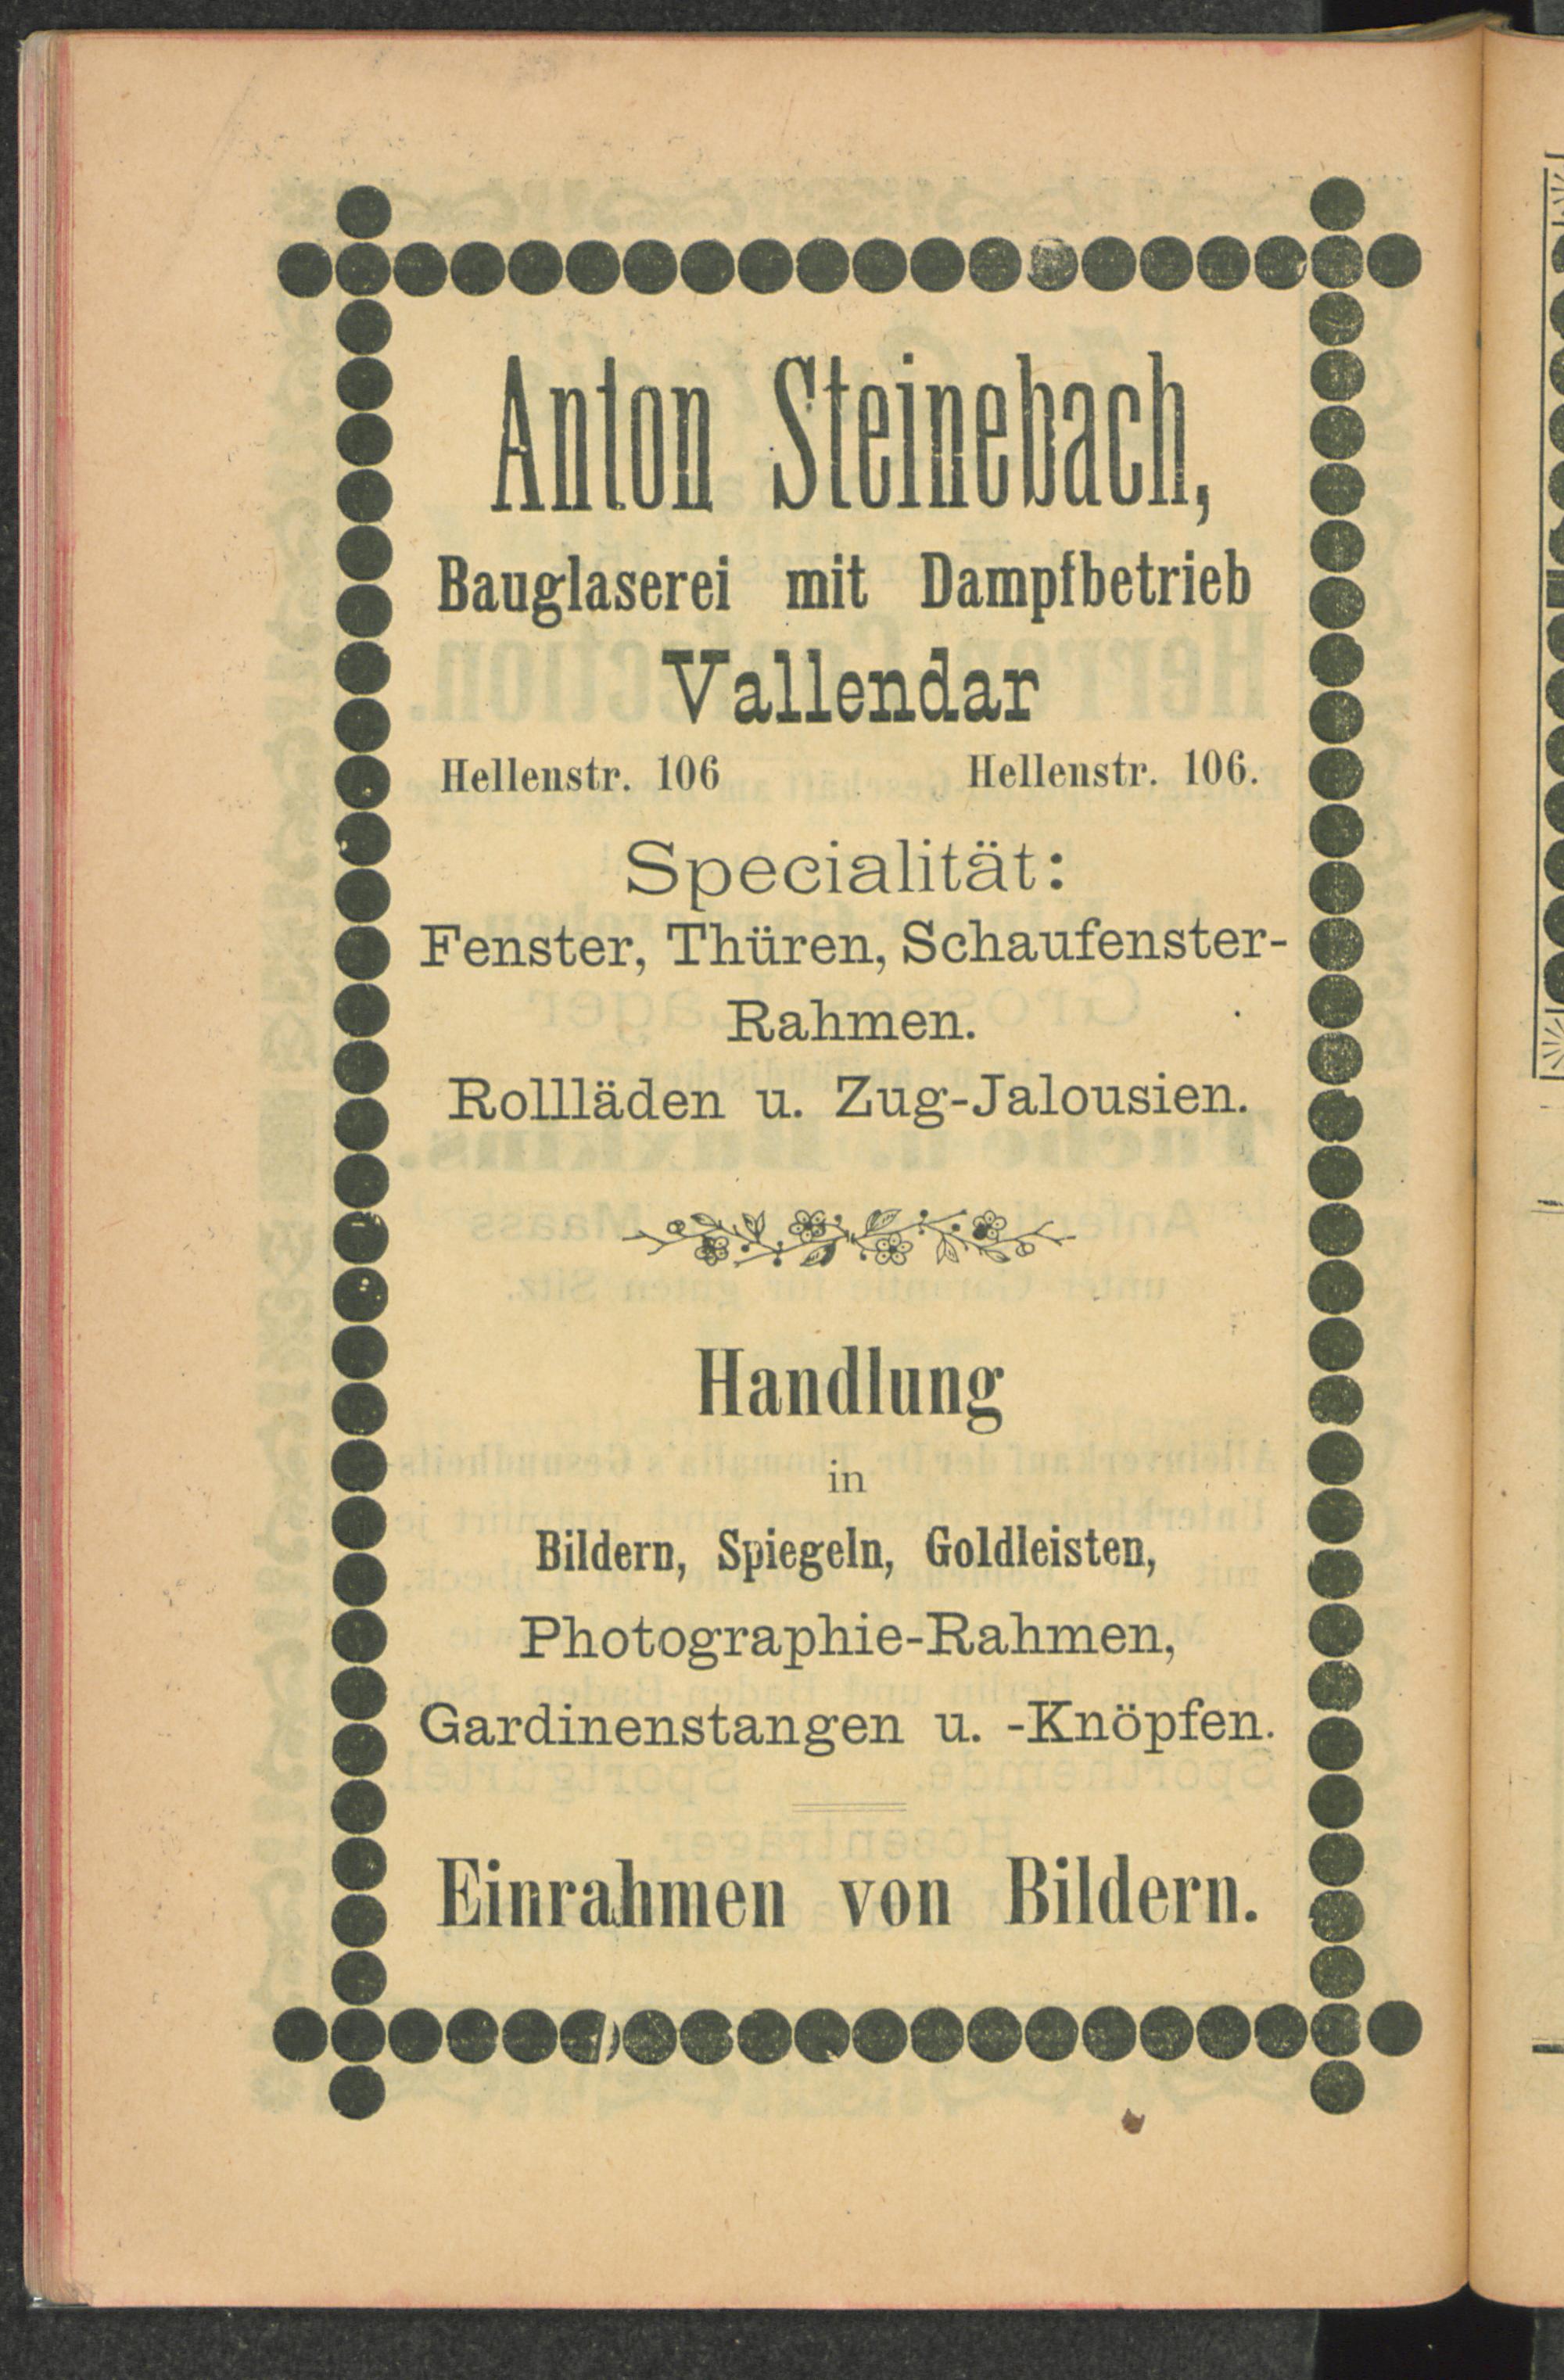 Anton Steinebach,
Bauglaserei mit Dampfbetrieb
Vallendar
Hellenstr. 106 Hellenstr. 106.
Specialität:
Fenster, Thüren, Schaufenster-
Rahmen.
Rollläden u. Zug-Jalousien.
Handlung
in
Bildern, Spiegeln, Goldleisten,
Photographie-Rahmen,
Gardinenstangen u. -Knöpfen.
Einrahmen von Bildern.